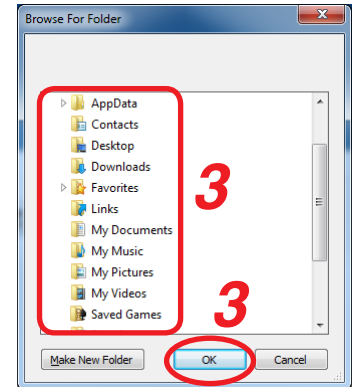 Browse For Folder
AppData
Contacts
Desktop
Downloads
Favorites
Links
My Documents
My Music
My Pictures
My Videos
Saved Games
3
3
Make New Folder
OK
Cancel